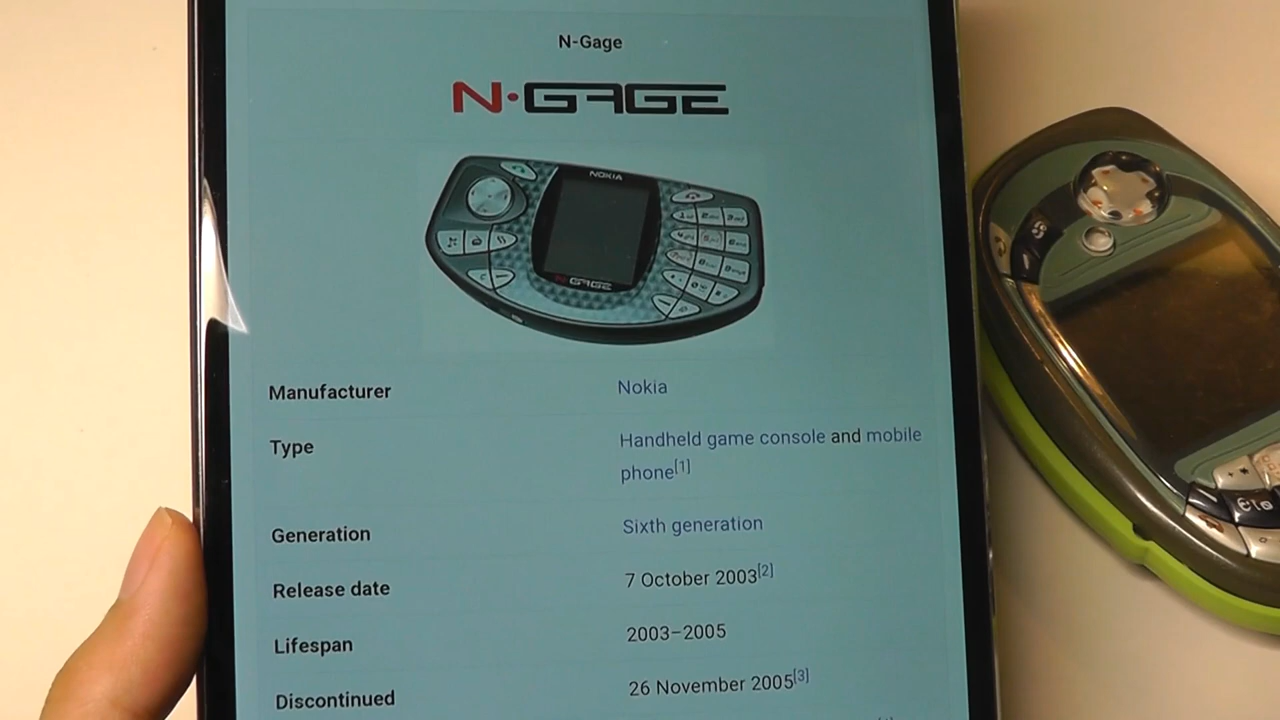 N-Gage
N·GAGE
NOKIA
N·GAGE
Manufacturer Nokia
Type Handheld game console and mobile
phone[1]
Generation Sixth generation
Release date 7 October 2003[2]
Lifespan 2003–2005
Discontinued 26 November 2005[3]